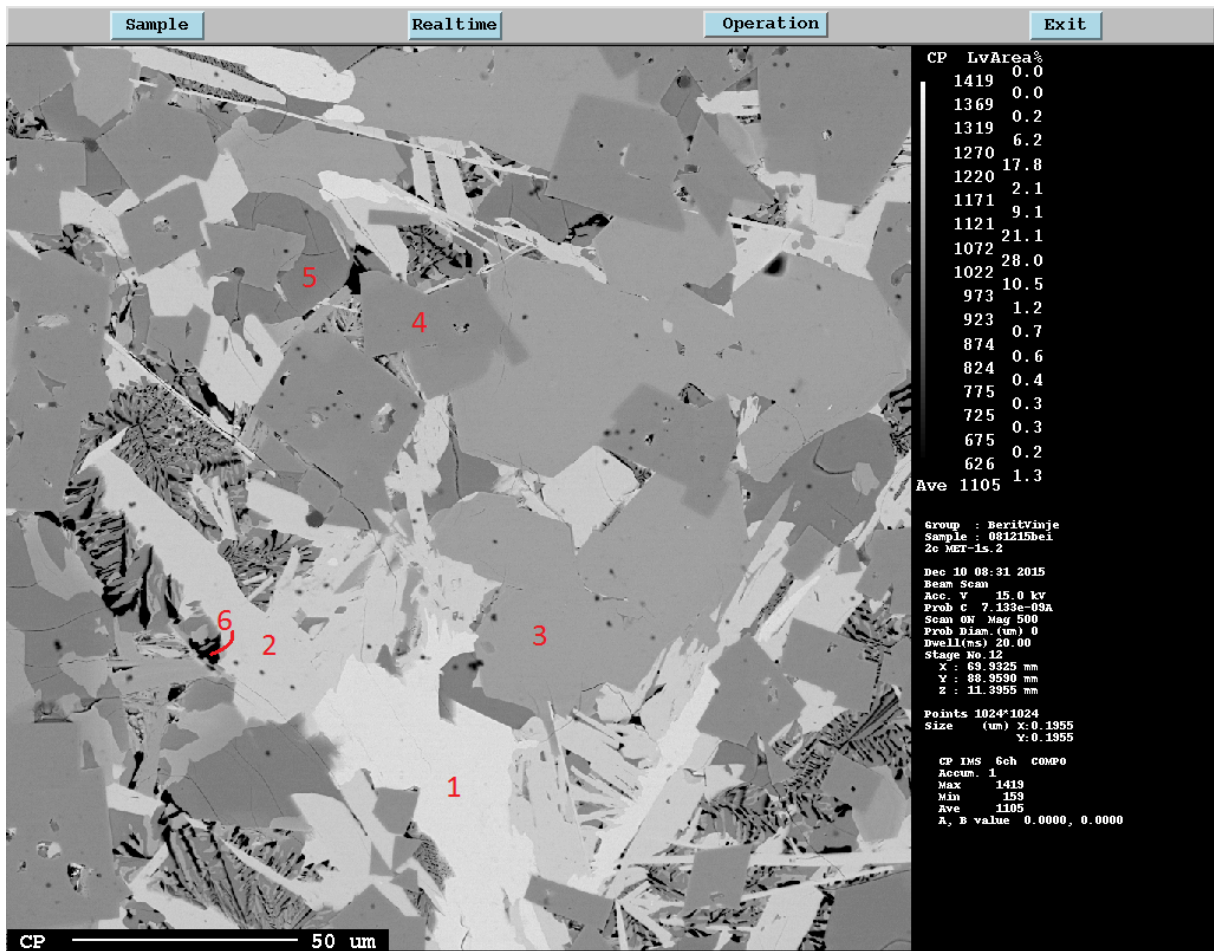 Sample Realtime Operation Exit
CP LvArea%
0.0
1419
0.0
1369
0.2
1319
6.2
1270
17.8
1220
2.1
1171
9.1
1121
21.1
1072
28.0
1022
10.5
973
1.2
923
0.7
874
0.6
824
0.4
775
0.3
725
0.3
675
0.2
626
1.3
Ave 1105
Group : BeritVinje
Sample : 081215bei
2c MET-1s.2
Dec 10 08:31 2015
Beam Scan
Acc. V 15.0 kV
Prob C 7.133e-09A
Scan ON Mag 500
Prob Diam.(um) 0
Dwell(ms) 20.00
Stage No.12
X : 69.9325 mm
Y : 88.9590 mm
Z : 11.3955 mm
Points 1024*1024
Size (um) X:0.1955
Y:0.1955
CP IMS 6ch COMPO
Accum. 1
Max 1419
Min 159
Ave 1105
A, B value 0.0000, 0.0000
5
4
6
2
3
1
CP 50 um